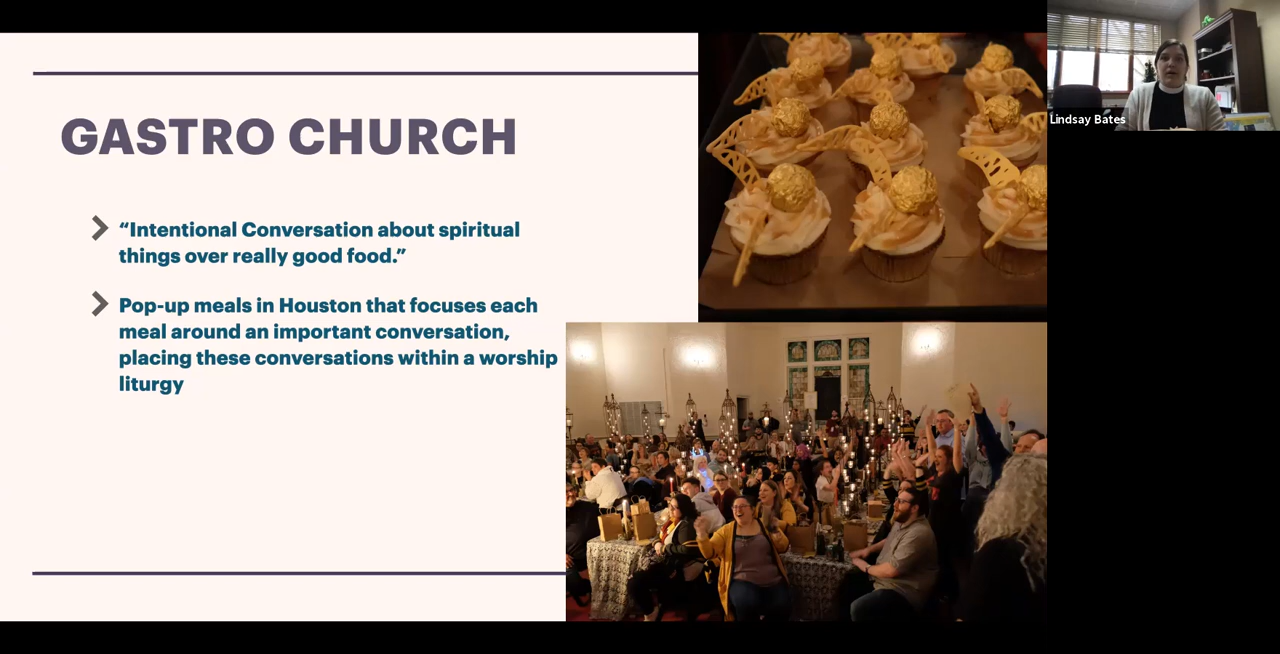 GASTRO CHURCH
“Intentional Conversation about spiritual
things over really good food.”
Pop-up meals in Houston that focuses each
meal around an important conversation,
placing these conversations within a worship
liturgy
Lindsay Bates